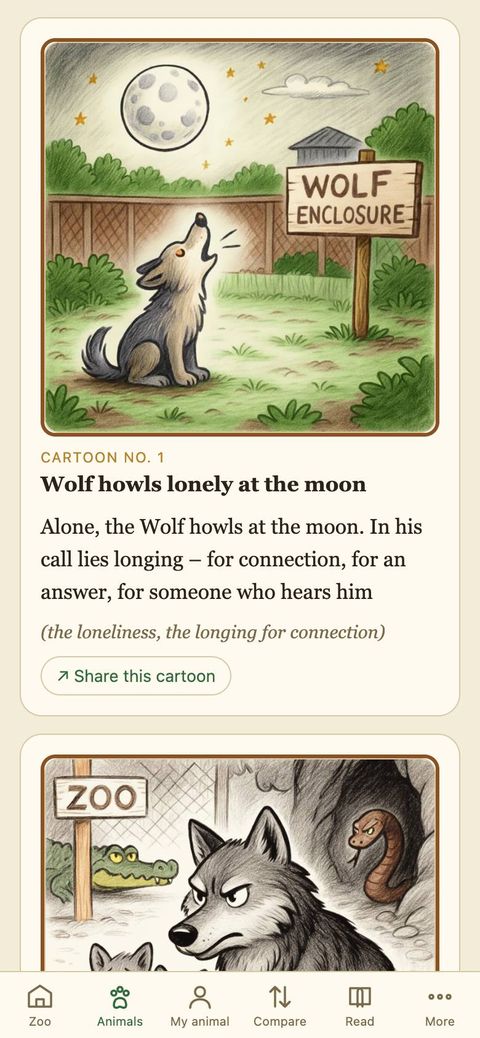 WOLF
ENCLOSURE
CARTOON NO. 1
Wolf howls lonely at the moon
Alone, the Wolf howls at the moon. In his
call lies longing – for connection, for an
answer, for someone who hears him
(the loneliness, the longing for connection)
↗ Share this cartoon
ZOO
Zoo
Animals
My animal
Compare
Read
More